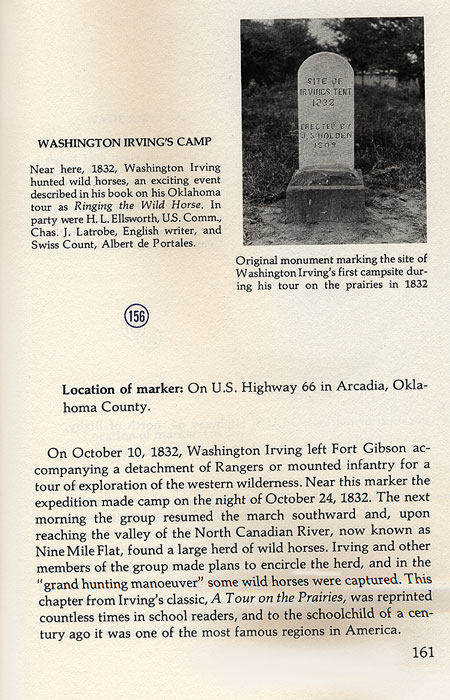 SITE OF
IRVINGS TENT
1832
ERECTED BY
J. S. HOLDEN
1909
WASHINGTON IRVING'S CAMP
Near here, 1832, Washington Irving
hunted wild horses, an exciting event
described in his book on his Oklahoma
tour as Ringing the Wild Horse. In
party were H. L. Ellsworth, U.S. Comm.,
Chas. J. Latrobe, English writer, and
Swiss Count, Albert de Portales.
Original monument marking the site of
Washington Irving's first campsite dur-
ing his tour on the prairies in 1832
156
Location of marker: On U.S. Highway 66 in Arcadia, Okla-
homa County.
On October 10, 1832, Washington Irving left Fort Gibson ac-
companying a detachment of Rangers or mounted infantry for a
tour of exploration of the western wilderness. Near this marker the
expedition made camp on the night of October 24, 1832. The next
morning the group resumed the march southward and, upon
reaching the valley of the North Canadian River, now known as
Nine Mile Flat, found a large herd of wild horses. Irving and other
members of the group made plans to encircle the herd, and in the
"grand hunting manoeuver" some wild horses were captured. This
chapter from Irving's classic, A Tour on the Prairies, was reprinted
countless times in school readers, and to the schoolchild of a cen-
tury ago it was one of the most famous regions in America.
161